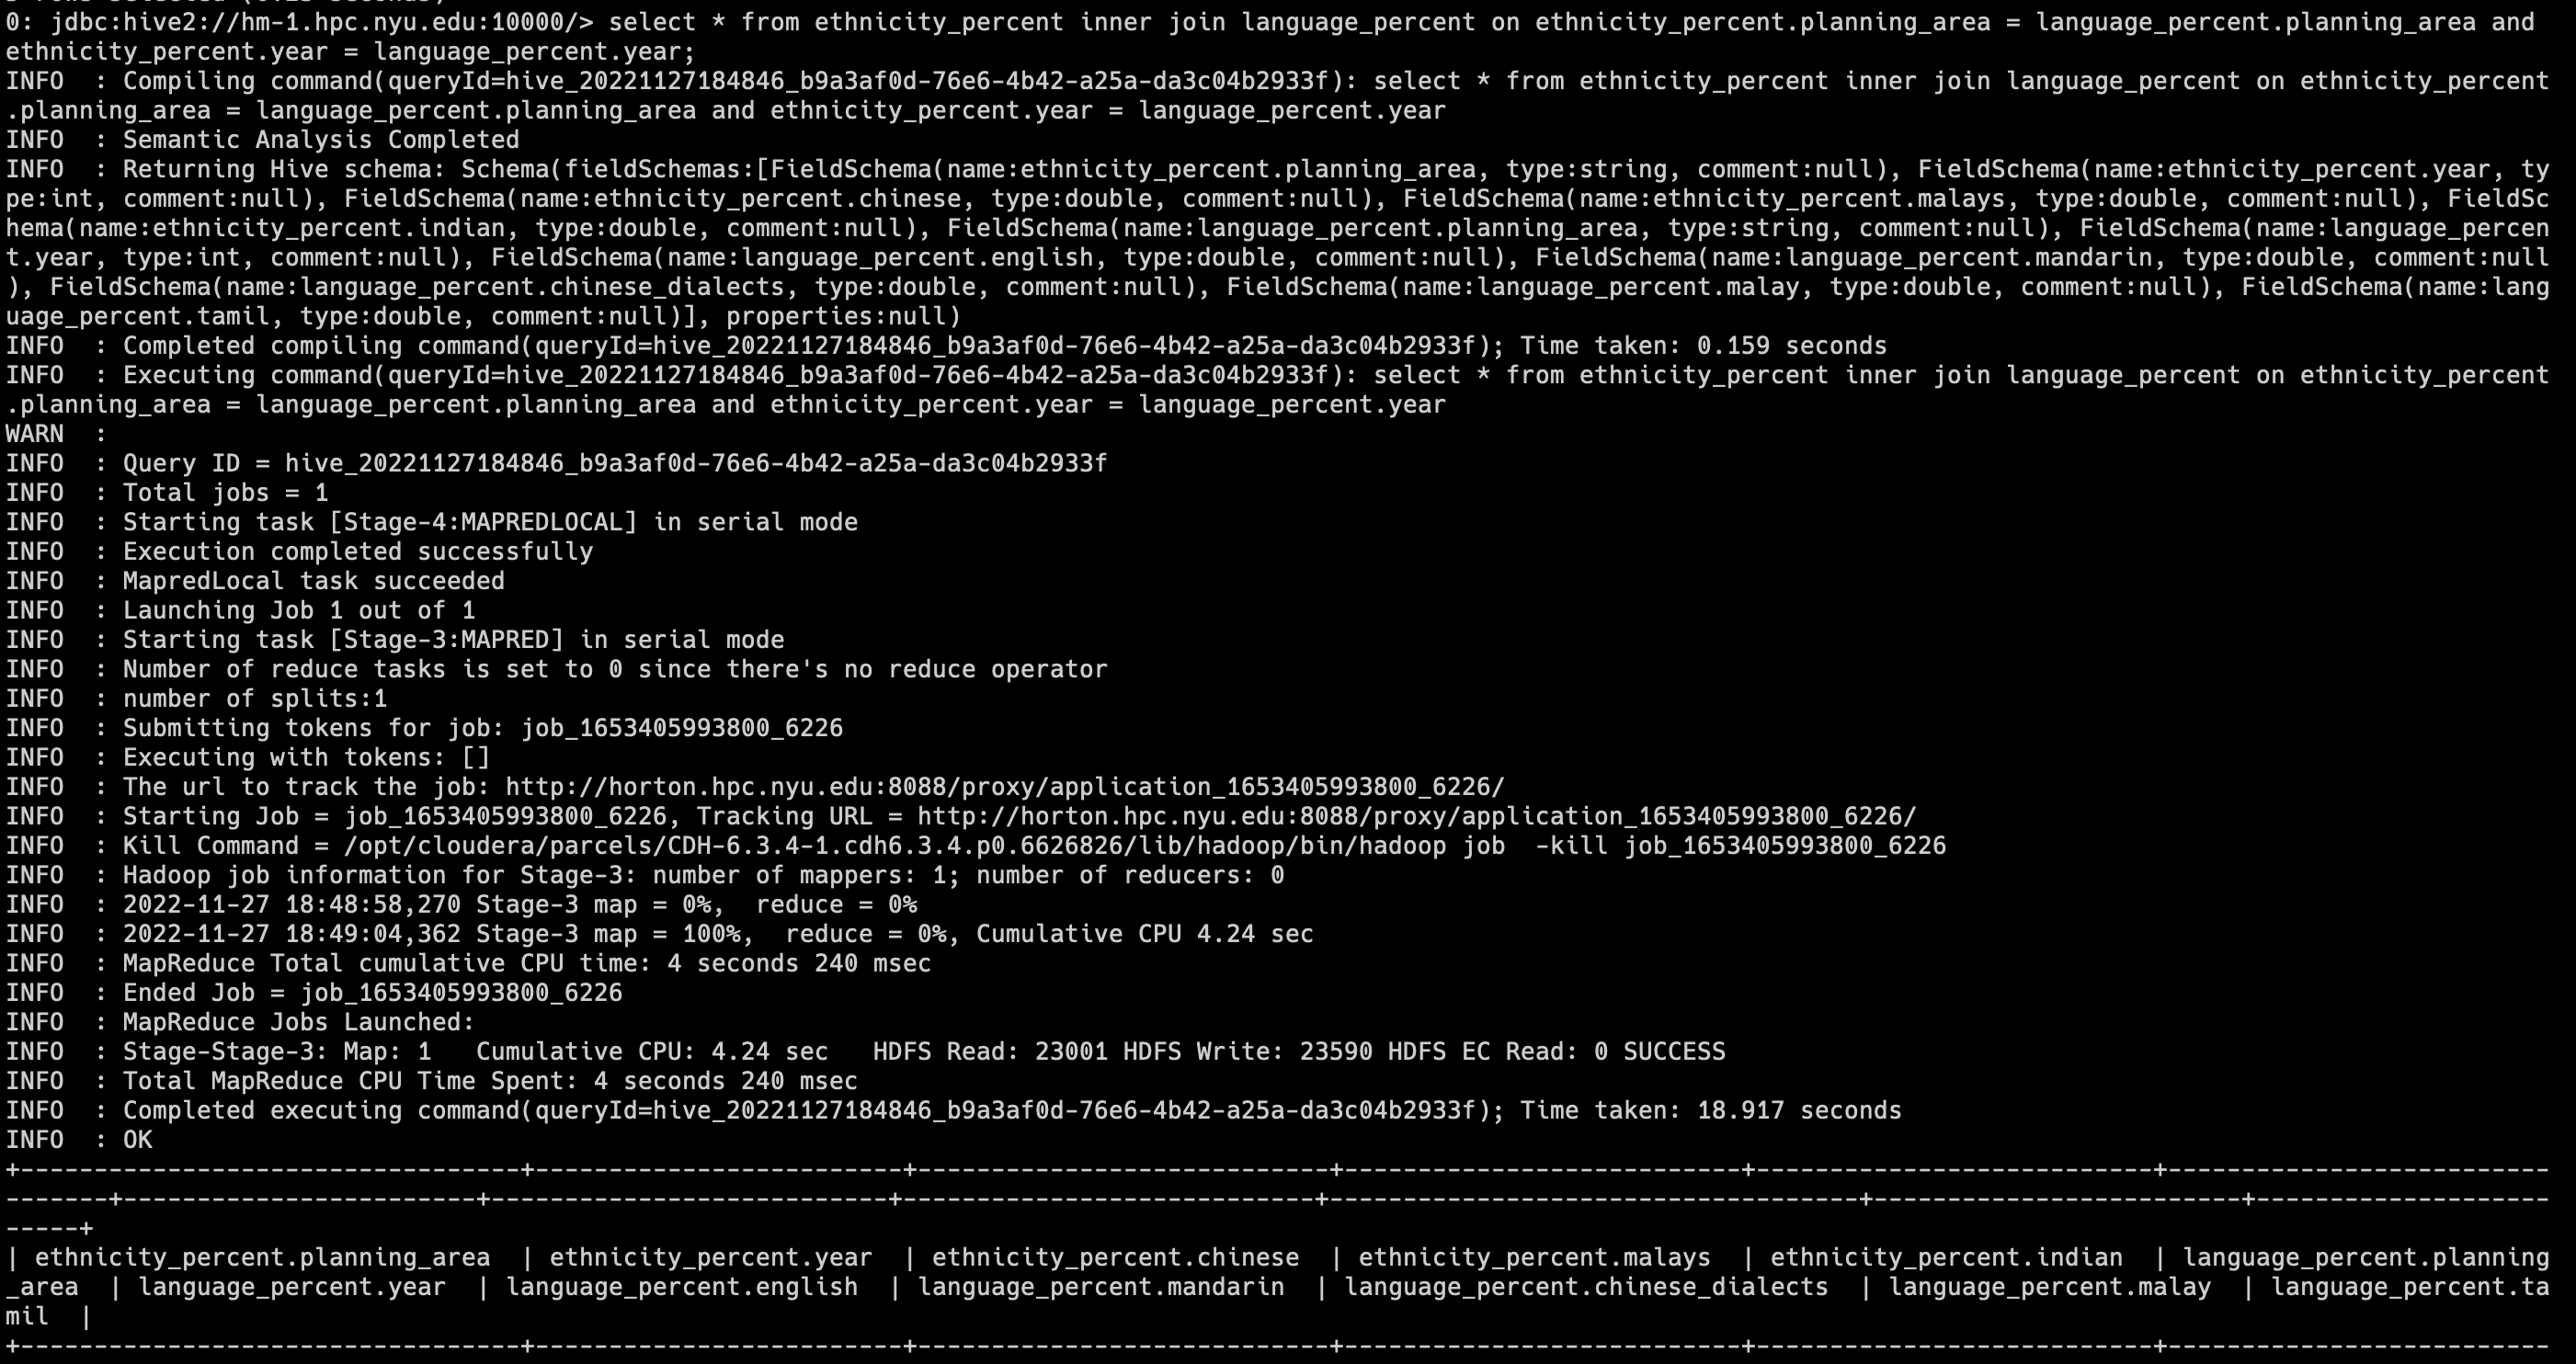 0: jdbc:hive2://hm-1.hpc.nyu.edu:10000/> select * from ethnicity_percent inner join language_percent on ethnicity_percent.planning_area = language_percent.planning_area and
ethnicity_percent.year = language_percent.year;
INFO  : Compiling command(queryId=hive_20221127184846_b9a3af0d-76e6-4b42-a25a-da3c04b2933f): select * from ethnicity_percent inner join language_percent on ethnicity_percent
.planning_area = language_percent.planning_area and ethnicity_percent.year = language_percent.year
INFO  : Semantic Analysis Completed
INFO  : Returning Hive schema: Schema(fieldSchemas:[FieldSchema(name:ethnicity_percent.planning_area, type:string, comment:null), FieldSchema(name:ethnicity_percent.year, ty
pe:int, comment:null), FieldSchema(name:ethnicity_percent.chinese, type:double, comment:null), FieldSchema(name:ethnicity_percent.malays, type:double, comment:null), FieldSc
hema(name:ethnicity_percent.indian, type:double, comment:null), FieldSchema(name:language_percent.planning_area, type:string, comment:null), FieldSchema(name:language_percen
t.year, type:int, comment:null), FieldSchema(name:language_percent.english, type:double, comment:null), FieldSchema(name:language_percent.mandarin, type:double, comment:null
), FieldSchema(name:language_percent.chinese_dialects, type:double, comment:null), FieldSchema(name:language_percent.malay, type:double, comment:null), FieldSchema(name:lang
uage_percent.tamil, type:double, comment:null)], properties:null)
INFO  : Completed compiling command(queryId=hive_20221127184846_b9a3af0d-76e6-4b42-a25a-da3c04b2933f); Time taken: 0.159 seconds
INFO  : Executing command(queryId=hive_20221127184846_b9a3af0d-76e6-4b42-a25a-da3c04b2933f): select * from ethnicity_percent inner join language_percent on ethnicity_percent
.planning_area = language_percent.planning_area and ethnicity_percent.year = language_percent.year
WARN  :
INFO  : Query ID = hive_20221127184846_b9a3af0d-76e6-4b42-a25a-da3c04b2933f
INFO  : Total jobs = 1
INFO  : Starting task [Stage-4:MAPREDLOCAL] in serial mode
INFO  : Execution completed successfully
INFO  : MapredLocal task succeeded
INFO  : Launching Job 1 out of 1
INFO  : Starting task [Stage-3:MAPRED] in serial mode
INFO  : Number of reduce tasks is set to 0 since there's no reduce operator
INFO  : number of splits:1
INFO  : Submitting tokens for job: job_1653405993800_6226
INFO  : Executing with tokens: []
INFO  : The url to track the job: http://horton.hpc.nyu.edu:8088/proxy/application_1653405993800_6226/
INFO  : Starting Job = job_1653405993800_6226, Tracking URL = http://horton.hpc.nyu.edu:8088/proxy/application_1653405993800_6226/
INFO  : Kill Command = /opt/cloudera/parcels/CDH-6.3.4-1.cdh6.3.4.p0.6626826/lib/hadoop/bin/hadoop job  -kill job_1653405993800_6226
INFO  : Hadoop job information for Stage-3: number of mappers: 1; number of reducers: 0
INFO  : 2022-11-27 18:48:58,270 Stage-3 map = 0%,  reduce = 0%
INFO  : 2022-11-27 18:49:04,362 Stage-3 map = 100%,  reduce = 0%, Cumulative CPU 4.24 sec
INFO  : MapReduce Total cumulative CPU time: 4 seconds 240 msec
INFO  : Ended Job = job_1653405993800_6226
INFO  : MapReduce Jobs Launched:
INFO  : Stage-Stage-3: Map: 1   Cumulative CPU: 4.24 sec   HDFS Read: 23001 HDFS Write: 23590 HDFS EC Read: 0 SUCCESS
INFO  : Total MapReduce CPU Time Spent: 4 seconds 240 msec
INFO  : Completed executing command(queryId=hive_20221127184846_b9a3af0d-76e6-4b42-a25a-da3c04b2933f); Time taken: 18.917 seconds
INFO  : OK
| ethnicity_percent.planning_area  | ethnicity_percent.year  | ethnicity_percent.chinese  | ethnicity_percent.malays  | ethnicity_percent.indian  | language_percent.planning
_area  | language_percent.year  | language_percent.english  | language_percent.mandarin  | language_percent.chinese_dialects  | language_percent.malay  | language_percent.ta
mil  |